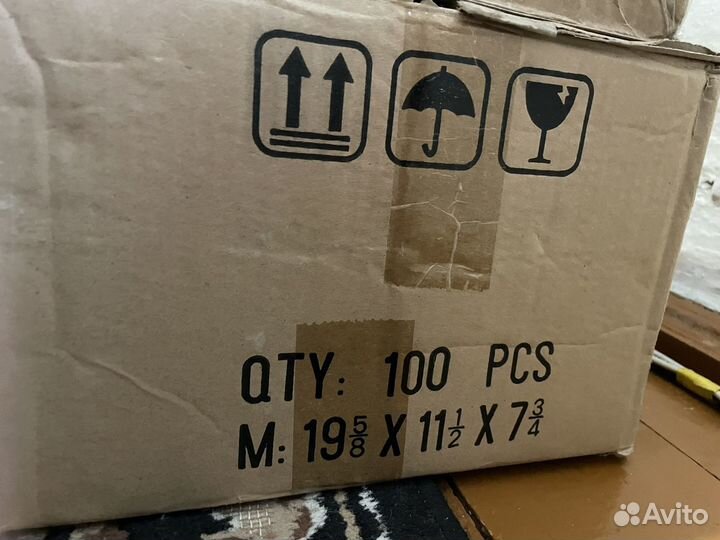 QTY: 100 PCS
M: 19 5/8 X 11 1/2 X 7 3/4
Avito